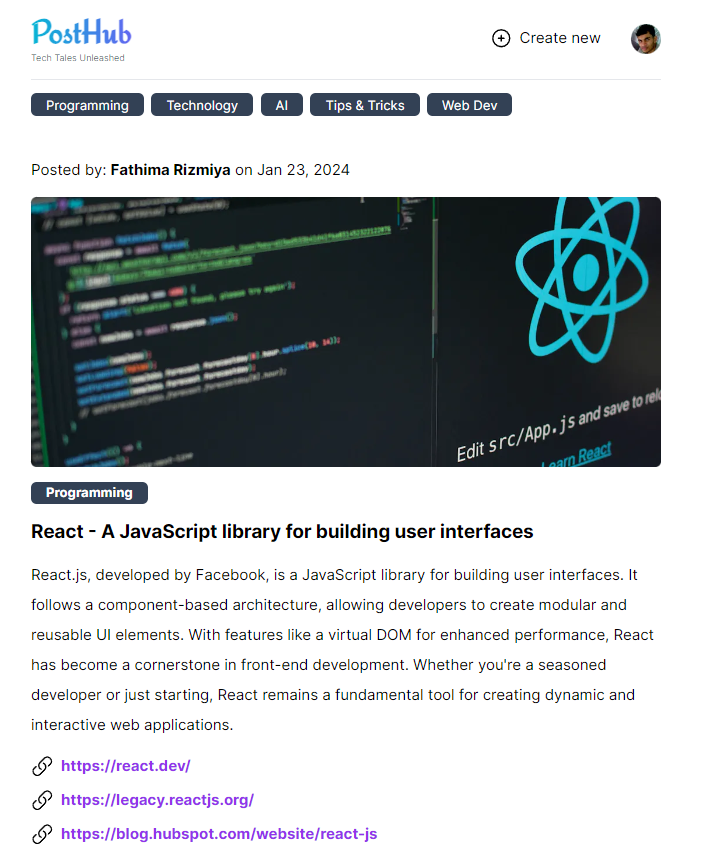 PostHub
Tech Tales Unleashed
Create new
Programming Technology AI Tips & Tricks Web Dev
Posted by: Fathima Rizmiya on Jan 23, 2024
Edit src/App.js and save to
Learn React
Programming
React - A JavaScript library for building user interfaces
React.js, developed by Facebook, is a JavaScript library for building user interfaces. It
follows a component-based architecture, allowing developers to create modular and
reusable UI elements. With features like a virtual DOM for enhanced performance, React
has become a cornerstone in front-end development. Whether you're a seasoned
developer or just starting, React remains a fundamental tool for creating dynamic and
interactive web applications.
https://react.dev/
https://legacy.reactjs.org/
https://blog.hubspot.com/website/react-js